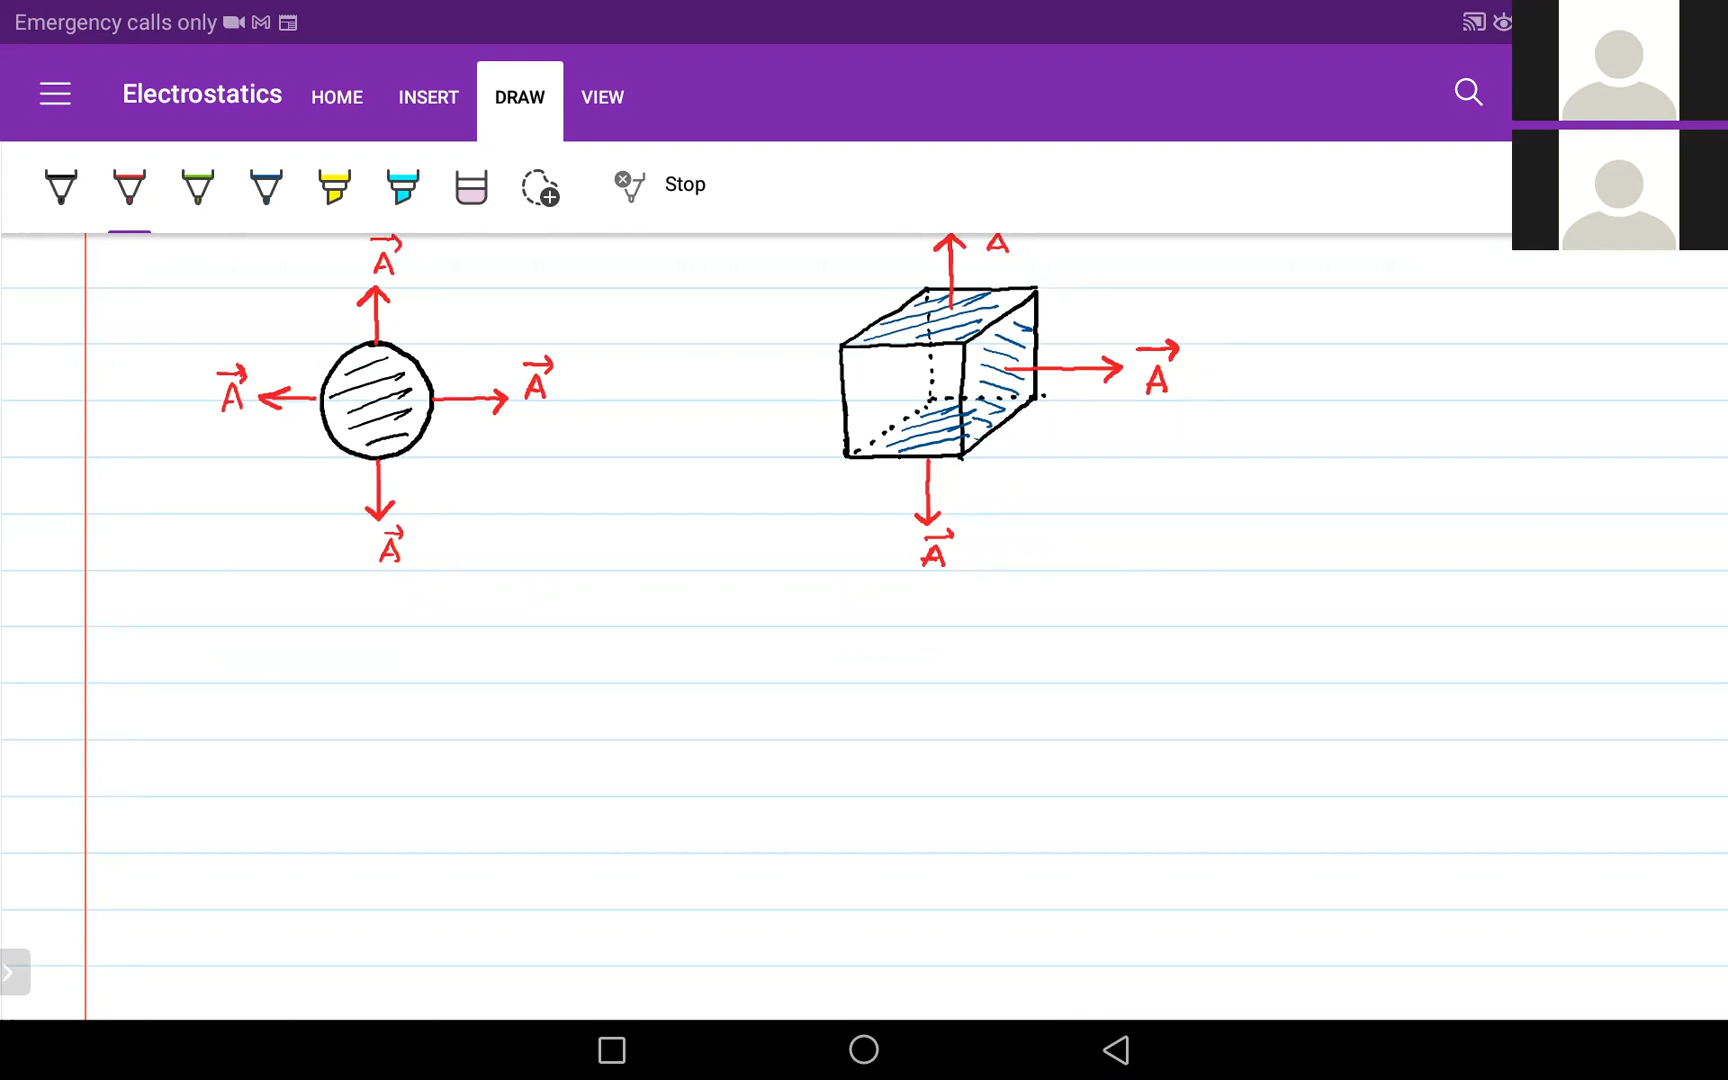 Emergency calls only
Electrostatics HOME INSERT DRAW VIEW
Stop
A A
A A A
A A